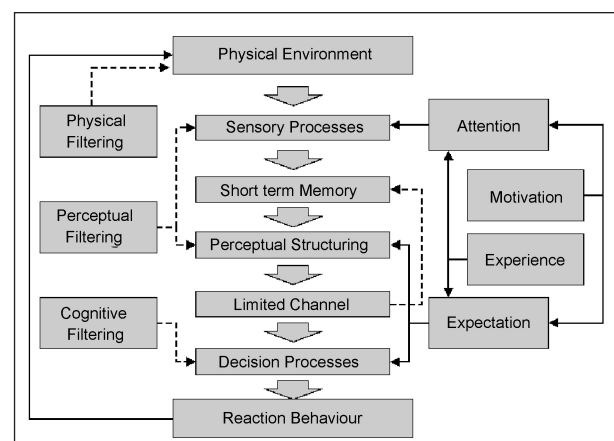 Physical Environment
Physical
Filtering
Sensory Processes
Attention
Short term Memory
Motivation
Perceptual
Filtering
Perceptual Structuring
Experience
Limited Channel
Cognitive
Filtering
Expectation
Decision Processes
Reaction Behaviour